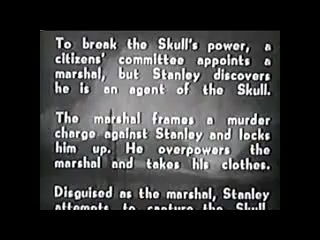 To break the Skull's power, a
citizens' committee appoints a
marshal, but Stanley discovers
he is an agent of the Skull.
The marshal frames a murder
charge against Stanley and locks
him up. He overpowers the
marshal and takes his clothes.
Disguised as the marshal, Stanley
attempts to capture the Skull